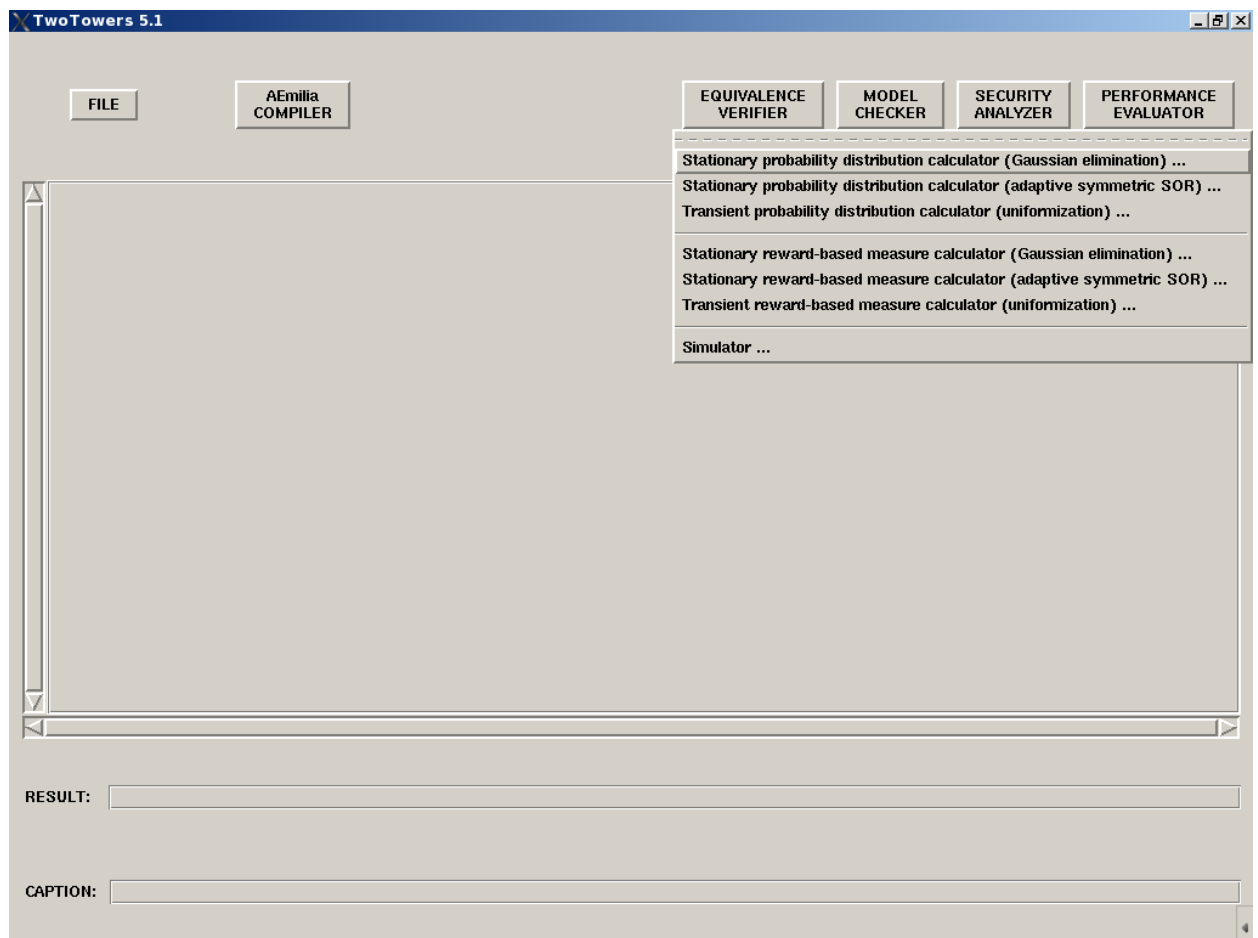 TwoTowers 5.1
FILE
AEmilia
COMPILER
EQUIVALENCE
VERIFIER
MODEL
CHECKER
SECURITY
ANALYZER
PERFORMANCE
EVALUATOR
Stationary probability distribution calculator (Gaussian elimination) ...
Stationary probability distribution calculator (adaptive symmetric SOR) ...
Transient probability distribution calculator (uniformization) ...
Stationary reward-based measure calculator (Gaussian elimination) ...
Stationary reward-based measure calculator (adaptive symmetric SOR) ...
Transient reward-based measure calculator (uniformization) ...
Simulator ...
RESULT:
CAPTION: